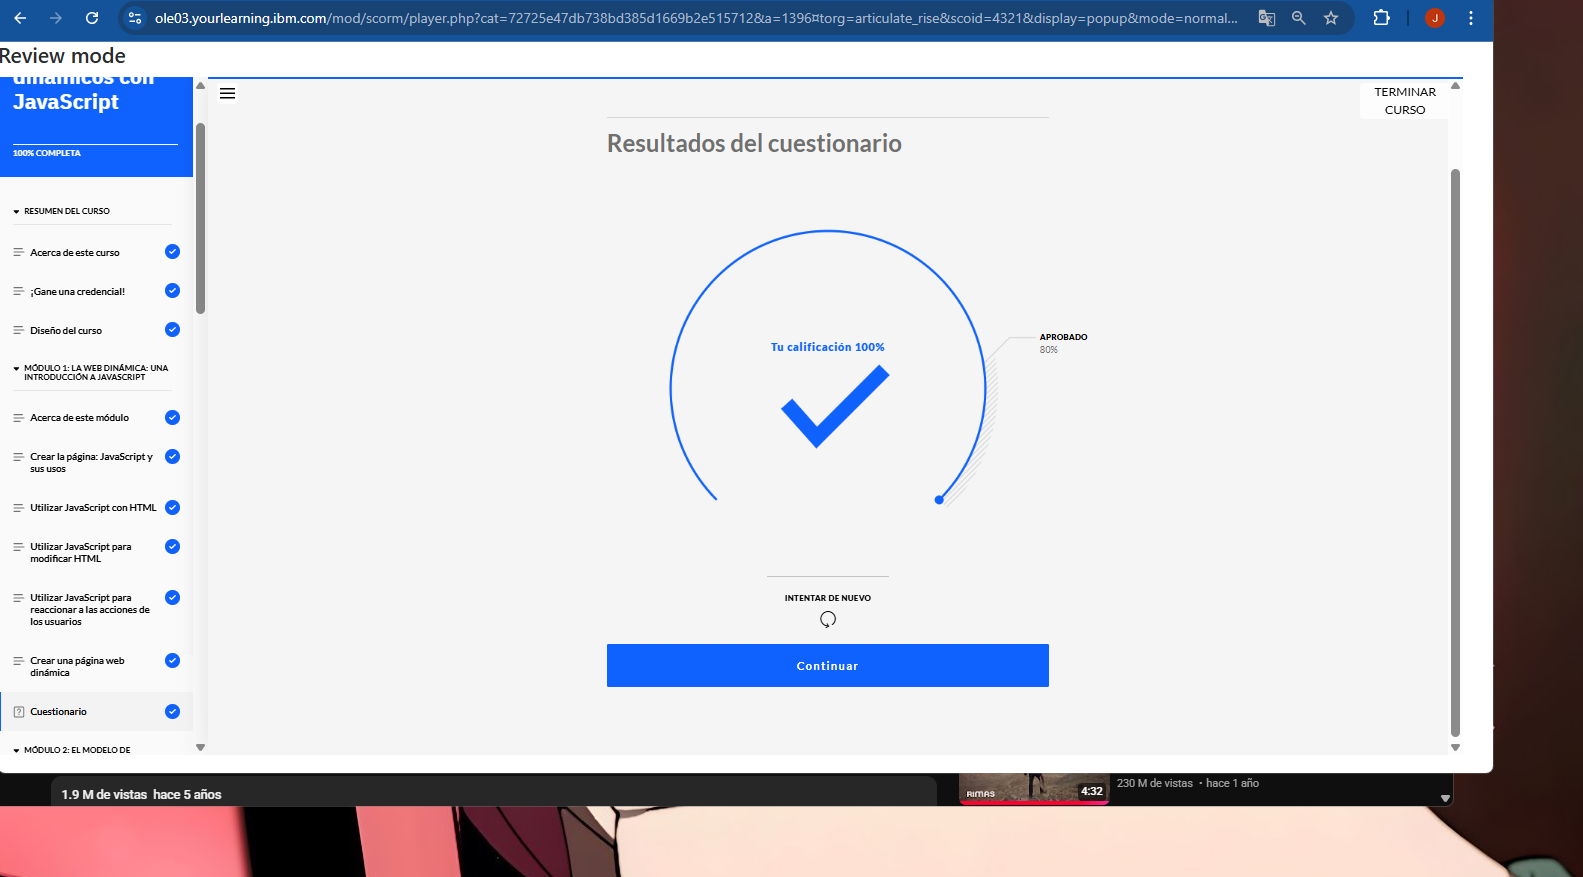 ole03.yourlearning.ibm.com/mod/scorm/player.php?cat=72725e47db738bd385d1669b2e515712&a=1396¤torg=articulate_rise&scoid=4321&display=popup&mode=normal...
J
Review mode
dinámicos con
JavaScript
100% COMPLETA
RESUMEN DEL CURSO
Acerca de este curso
¡Gane una credencial!
Diseño del curso
MÓDULO 1: LA WEB DINÁMICA: UNA
INTRODUCCIÓN A JAVASCRIPT
Acerca de este módulo
Crear la página: JavaScript y
sus usos
Utilizar JavaScript con HTML
Utilizar JavaScript para
modificar HTML
Utilizar JavaScript para
reaccionar a las acciones de
los usuarios
Crear una página web
dinámica
Cuestionario
MÓDULO 2: EL MODELO DE
TERMINAR
CURSO
Resultados del cuestionario
Tu calificación 100%
APROBADO
80%
INTENTAR DE NUEVO
Continuar
1.9 M de vistas hace 5 años
RIMAS
4:32
230 M de vistas • hace 1 año